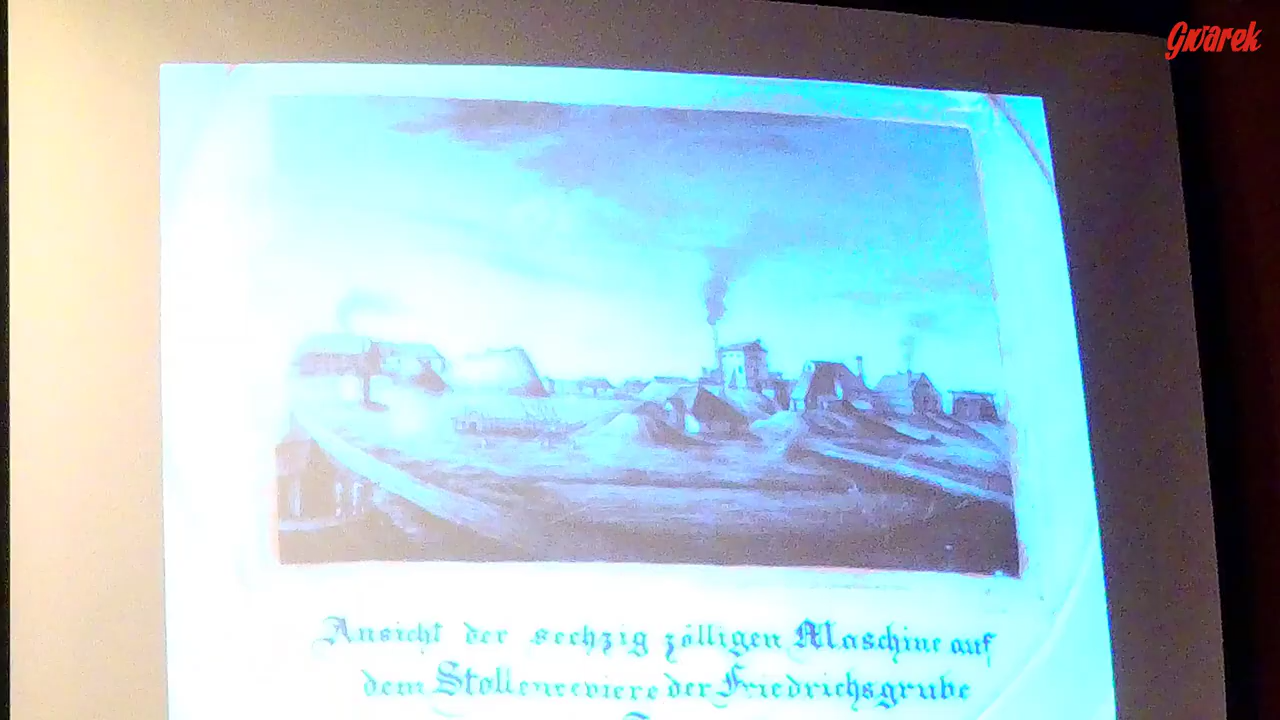 Gwarek
Ansicht der sechzig zölligen Maschine auf
dem Stollenreviere der Friedrichsgrube